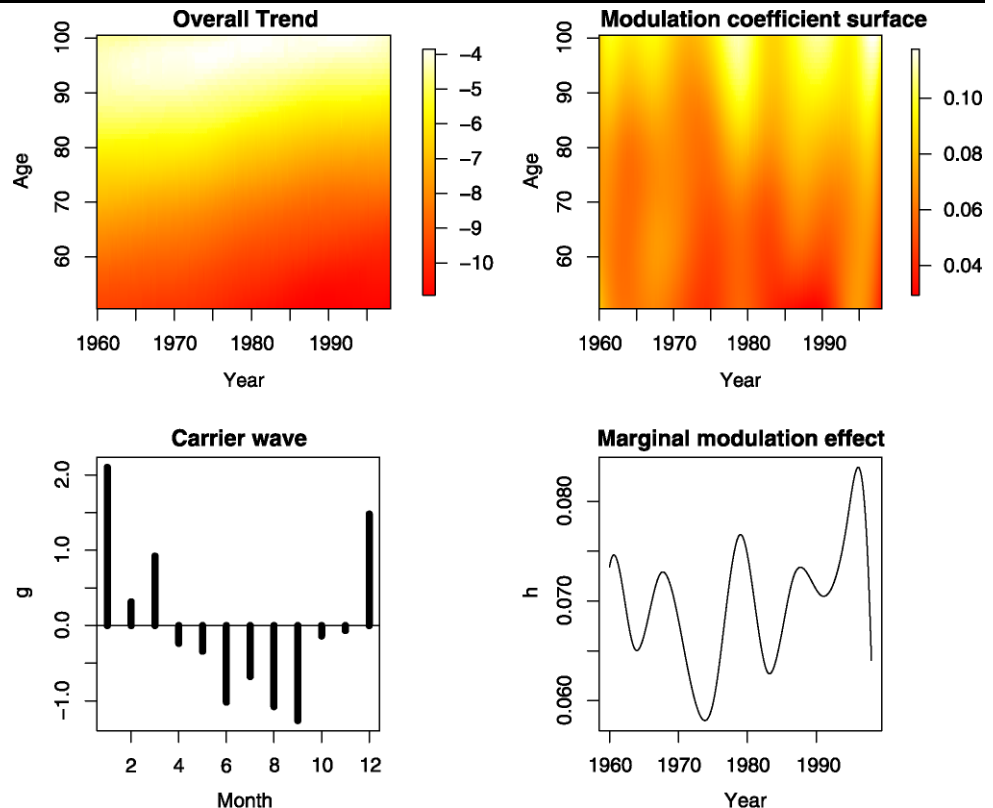 Overall Trend
Age
100
90
80
70
60
1960 1970 1980 1990
Year
−4
−5
−6
−7
−8
−10
Modulation coefficient surface
Age
100
90
80
70
60
1960 1970 1980 1990
Year
0.10
0.08
0.06
0.04
Carrier wave
g
2.0
1.0
0.0
−1.0
2 4 6 8 10 12
Month
Marginal modulation effect
h
0.080
0.070
0.060
1960 1970 1980 1990
Year